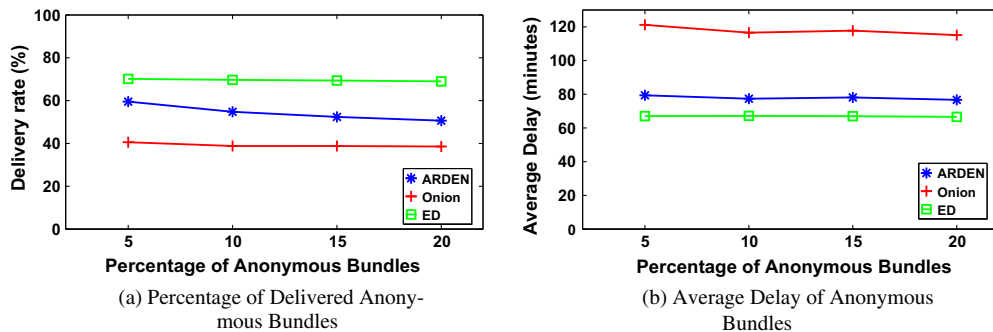 100
80
60
40
20
0
Delivery rate (%)
5 10 15 20
Percentage of Anonymous Bundles
ARDEN
Onion
ED
(a) Percentage of Delivered Anony-
mous Bundles
120
100
80
60
40
20
0
Average Delay (minutes)
5 10 15 20
Percentage of Anonymous Bundles
ARDEN
Onion
ED
(b) Average Delay of Anonymous
Bundles